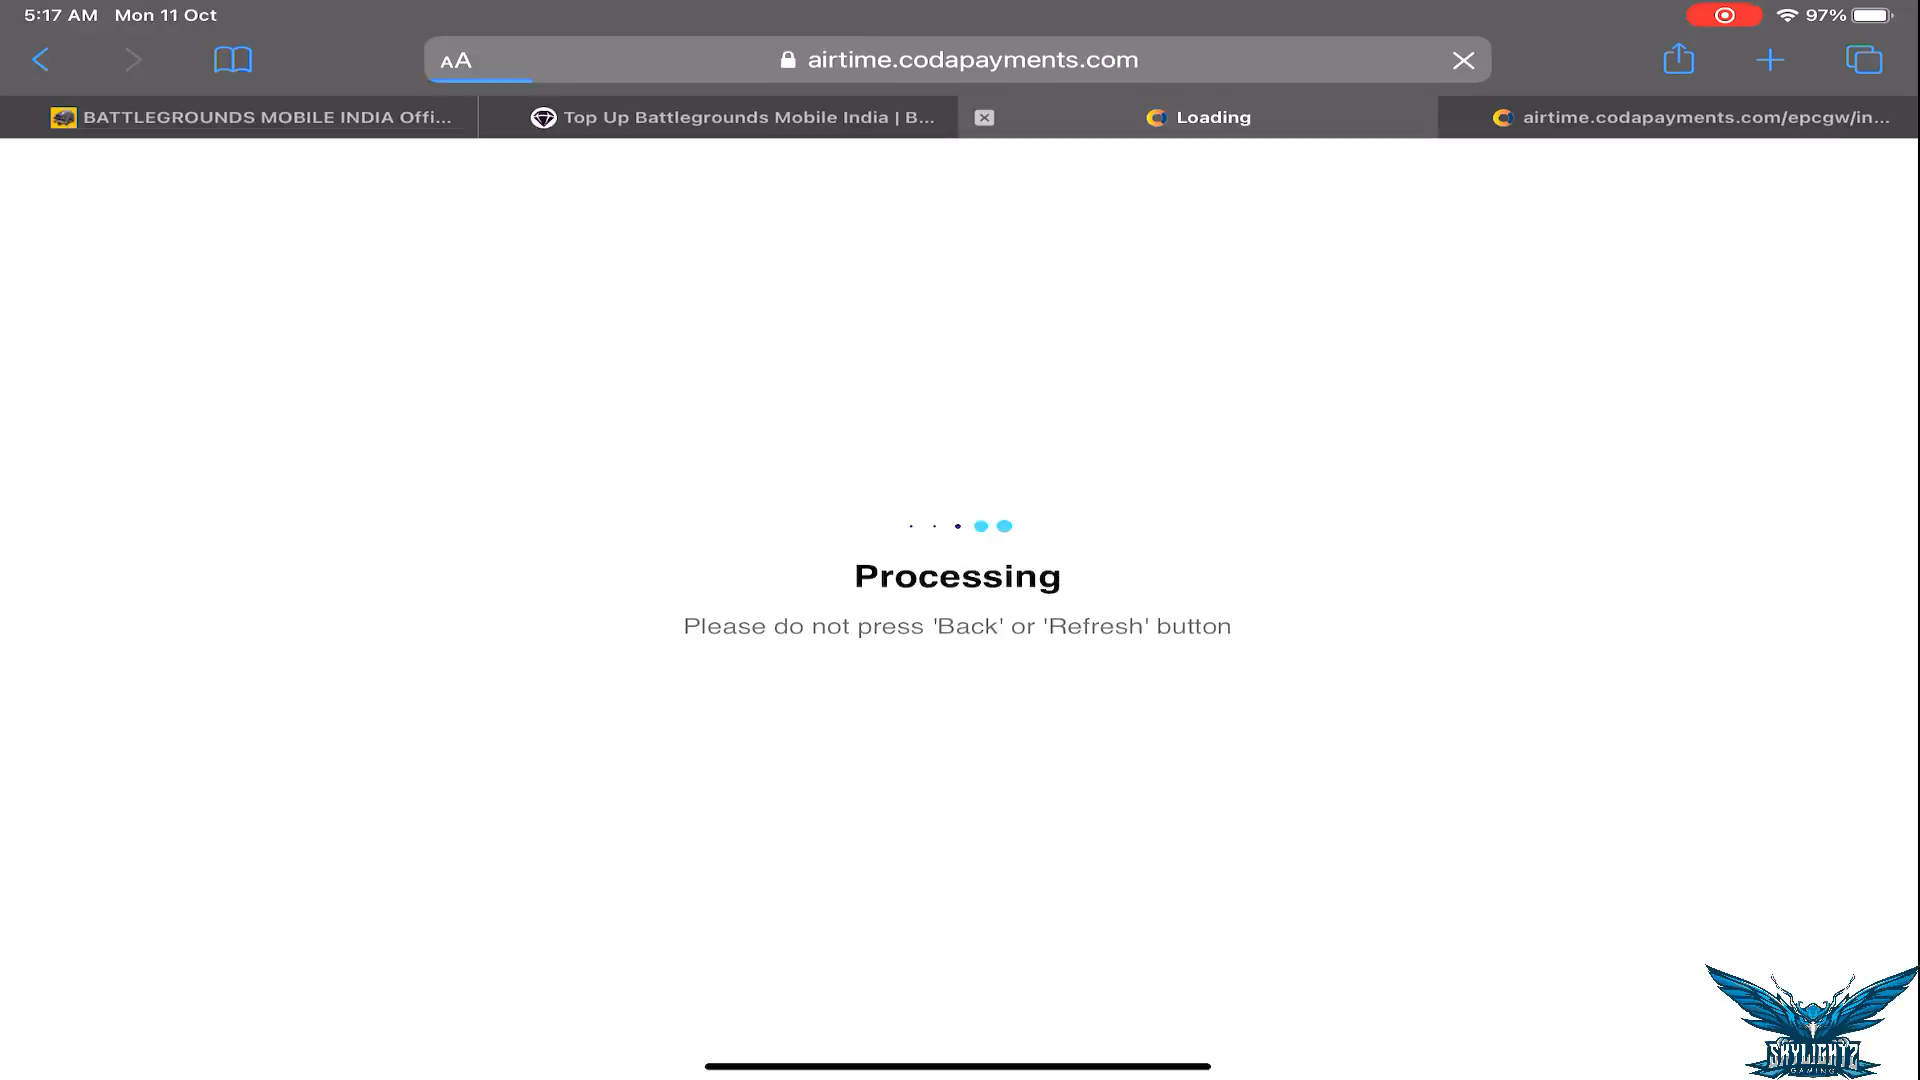 5:17 AM Mon 11 Oct
97%
AA airtime.codapayments.com
BATTLEGROUNDS MOBILE INDIA Offi...
Top Up Battlegrounds Mobile India | B...
Loading
airtime.codapayments.com/epcgw/in...
Processing
Please do not press 'Back' or 'Refresh' button
SKYLIGHTZ
GAMING